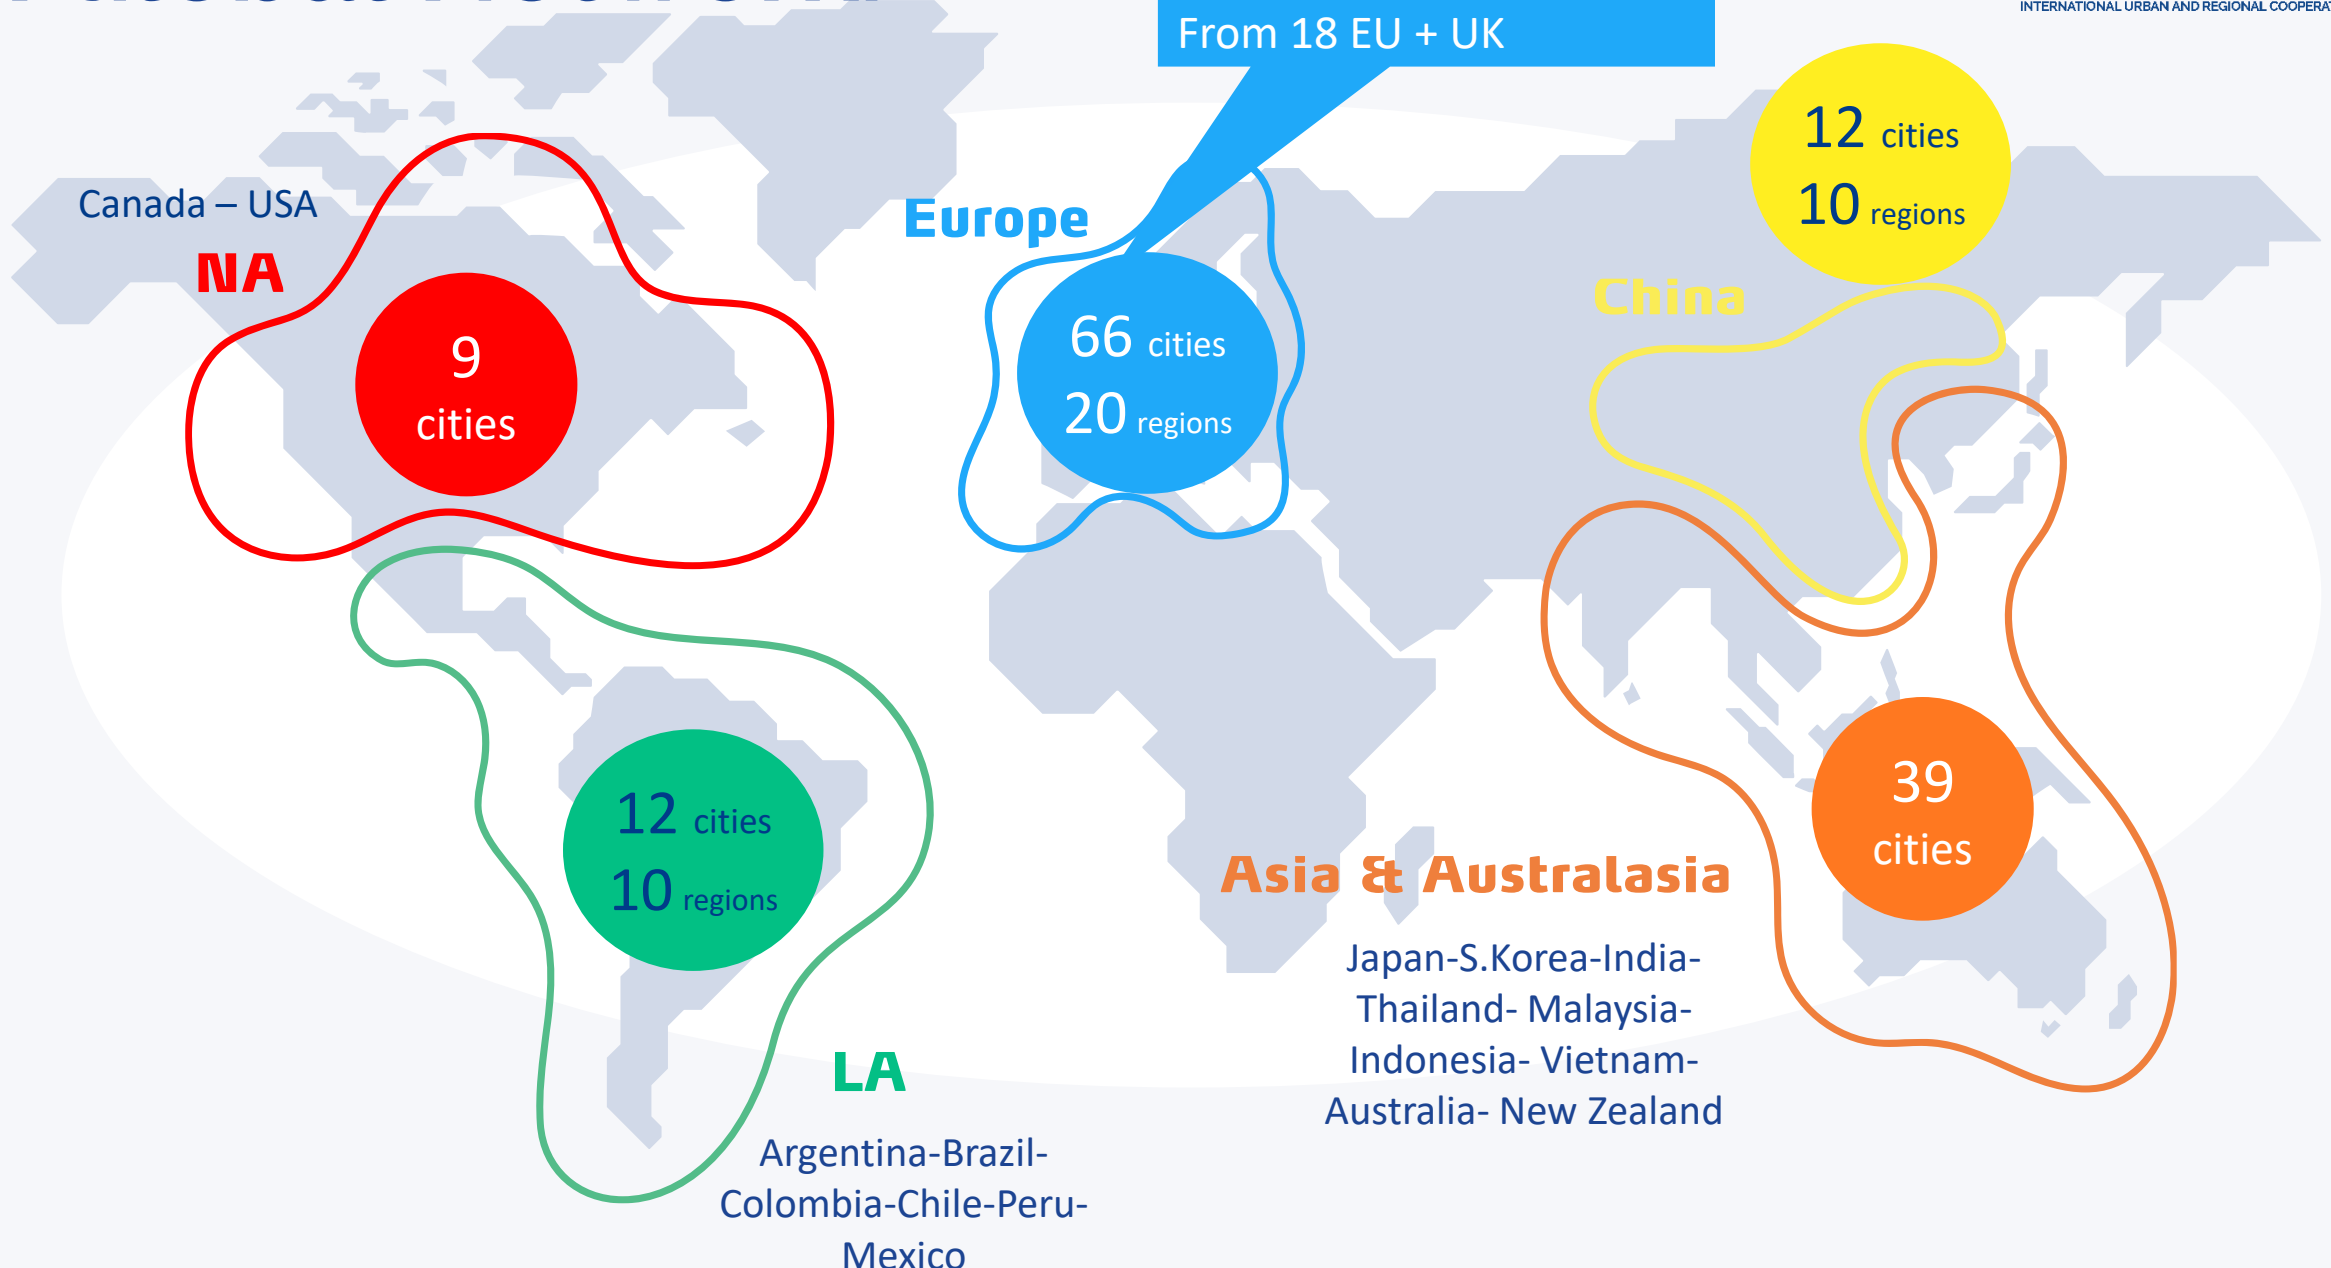 INTERNATIONAL URBAN AND REGIONAL
From 18 EU + UK
12 cities
10 regions
Canada – USA
NA
Europe
China
9
cities
66 cities
20 regions
39
cities
12 cities
10 regions
Asia & Australasia
Japan-S.Korea-India-
Thailand- Malaysia-
Indonesia- Vietnam-
Australia- New Zealand
LA
Argentina-Brazil-
Colombia-Chile-Peru-
Mexico